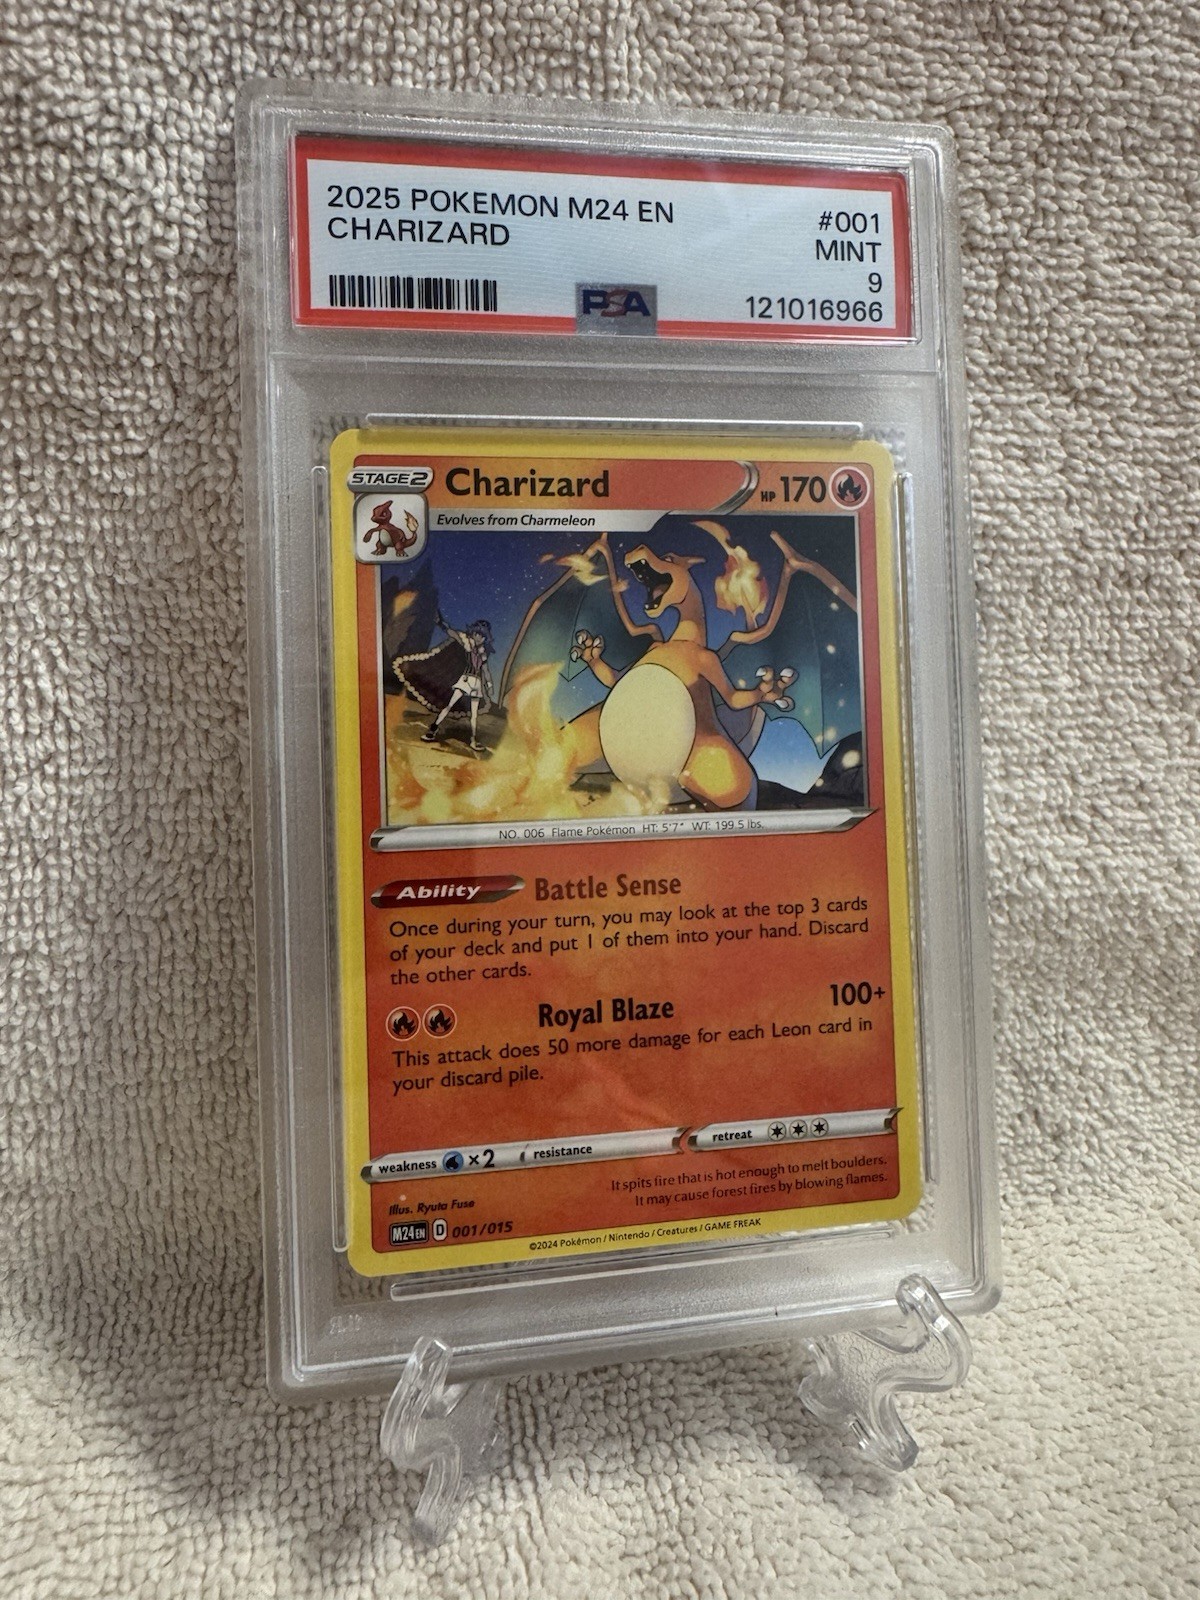 2025 POKEMON M24 EN #001
CHARIZARD MINT
9
PSA 121016966
STAGE 2 Charizard HP 170
Evolves from Charmeleon
NO. 006 Flame Pokémon HT: 5'7" WT: 199.5 lbs.
Ability Battle Sense
Once during your turn, you may look at the top 3 cards
of your deck and put 1 of them into your hand. Discard
the other cards.
Royal Blaze 100+
This attack does 50 more damage for each Leon card in
your discard pile.
weakness ×2 resistance retreat
It spits fire that is hot enough to melt boulders.
It may cause forest fires by blowing flames.
Illus. Ryuta Fuse
M24 EN D 001/015
©2024 Pokémon / Nintendo / Creatures / GAME FREAK